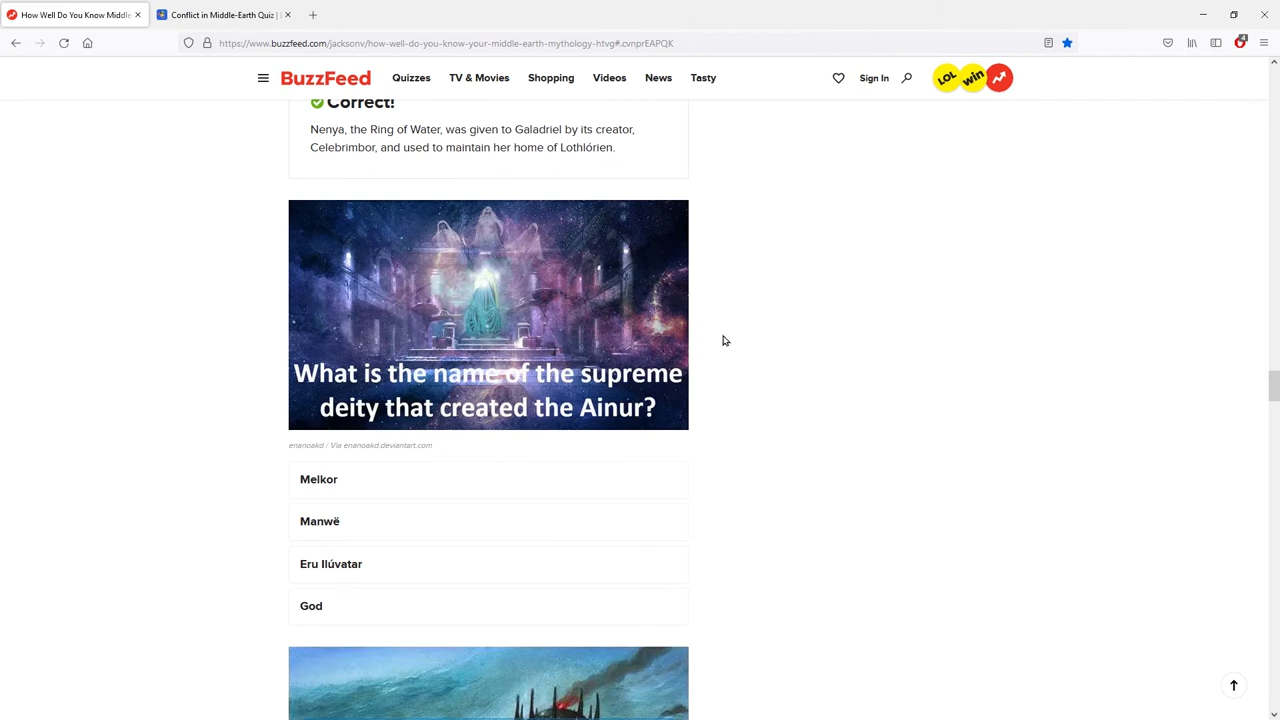 How Well Do You Know Middle
Conflict in Middle-Earth Quiz |
https://www.buzzfeed.com/jacksonv/how-well-do-you-know-your-middle-earth-mythology-htvg#.cvnprEAPQK
BuzzFeed Quizzes TV & Movies Shopping Videos News Tasty Sign In LOL win
Correct!
Nenya, the Ring of Water, was given to Galadriel by its creator,
Celebrimbor, and used to maintain her home of Lothlórien.
What is the name of the supreme
deity that created the Ainur?
enanoakd / Via enanoakd.deviantart.com
Melkor
Manwë
Eru Ilúvatar
God